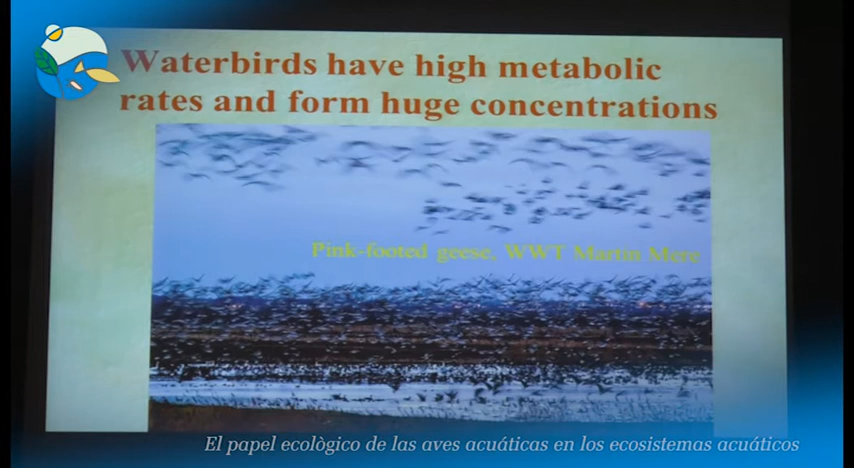 Waterbirds have high metabolic
rates and form huge concentrations
Pink-footed geese, WWT Martin Mere
El papel ecològico de las aves acuáticas en los ecosistemas acuáticos